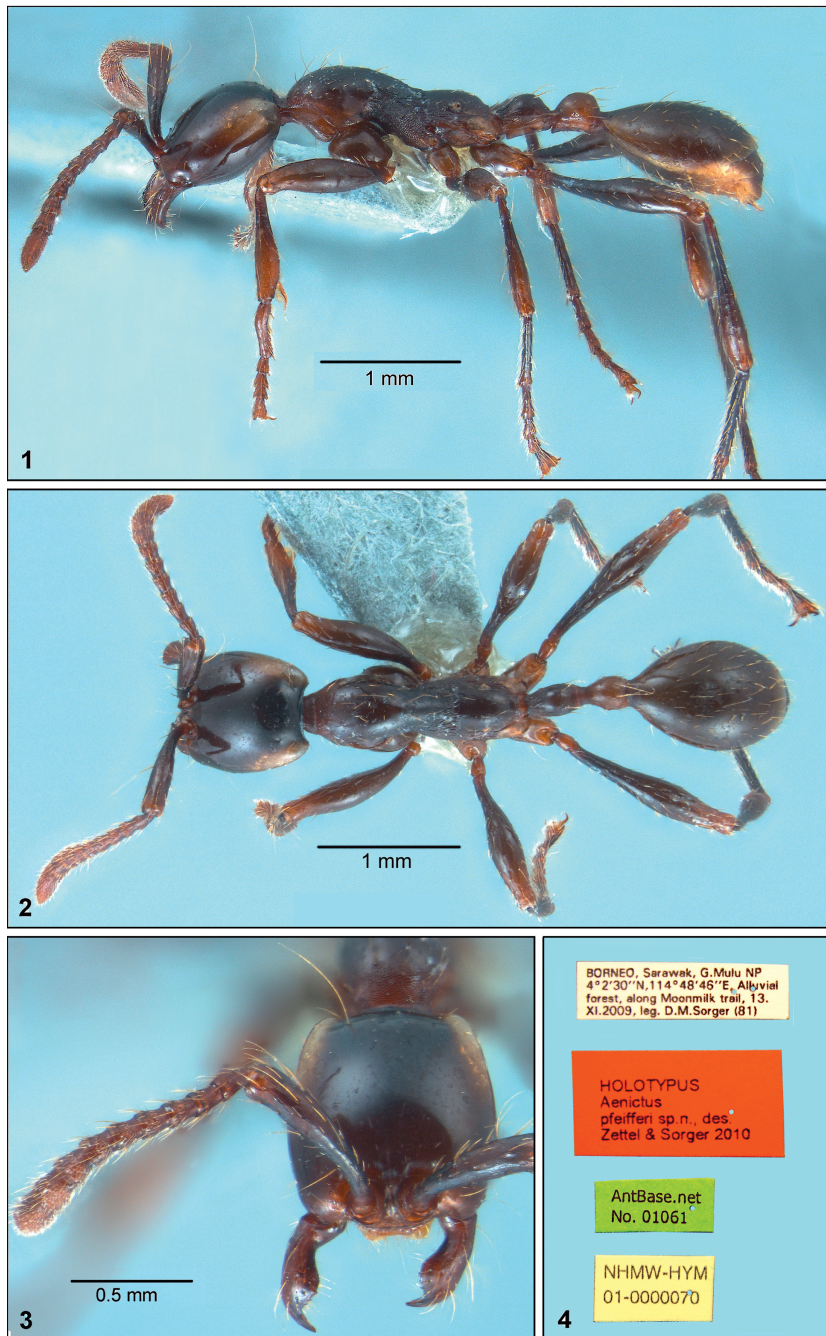 1 mm
1
1 mm
2
0.5 mm
3
BORNEO, Sarawak, G.Mulu NP
4°2'30''N,114°48'46''E, Alluvial
forest, along Moonmilk trail, 13.
XI.2009, leg. D.M.Sorger (81)
HOLOTYPUS
Aenictus
pfeifferi sp.n., des.
Zettel & Sorger 2010
AntBase.net
No. 01061
NHMW-HYM
01-0000070
4